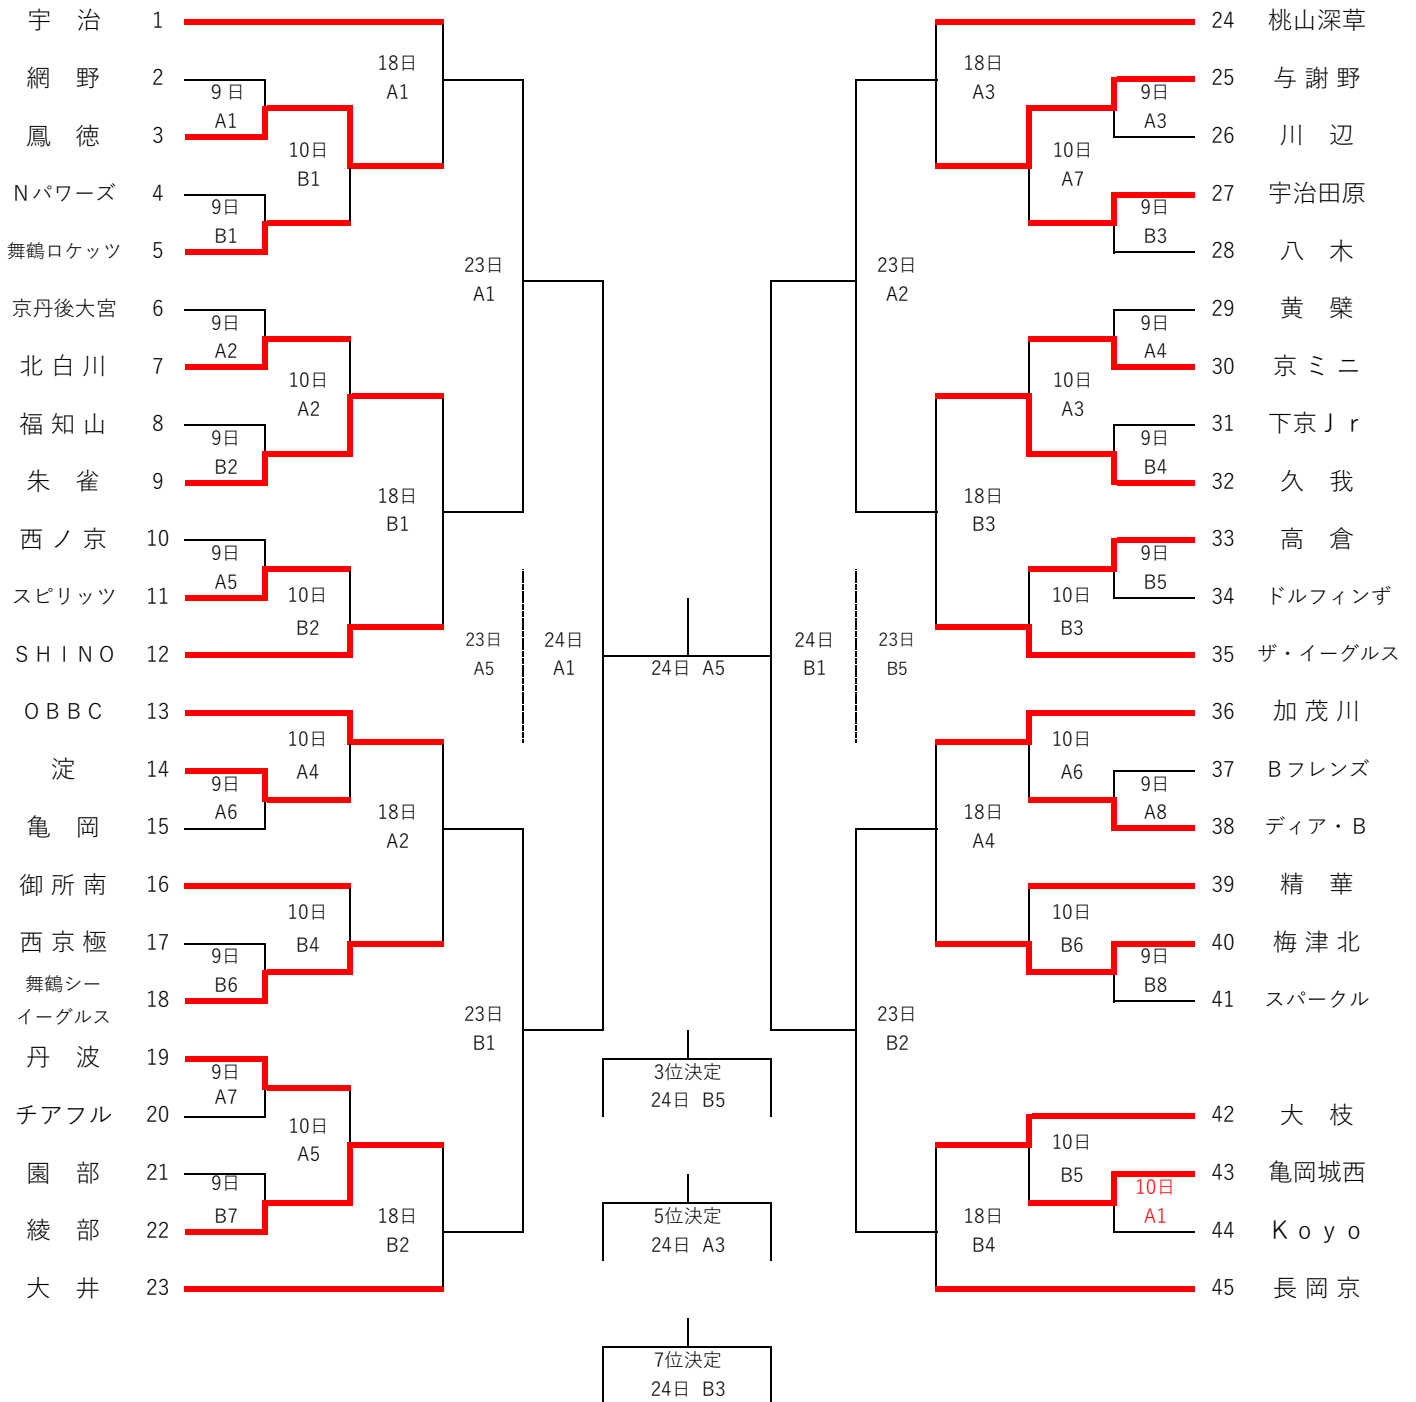 宇 治 1
18日
A1
網 野 2
9 日
A1
鳳 徳 3
10日
B1
Nパワーズ 4
9日
B1
舞鶴ロケッツ 5
23日
A1
京丹後大宮 6
9日
A2
北白川 7
10日
A2
福知山 8
9日
B2
朱 雀 9
18日
B1
西ノ京 10
9日
A5
スピリッツ 11
10日
B2
SHINO 12
23日
A5
24日
A1
OBBC 13
10日
A4
淀 14
9日
A6
亀 岡 15
18日
A2
御所南 16
10日
B4
西京極 17
9日
B6
舞鶴シー
イーグルス
18
23日
B1
丹 波 19
9日
A7
チアフル 20
10日
A5
園 部 21
9日
B7
綾 部 22
18日
B2
大 井 23
24日 A5
3位決定
24日 B5
5位決定
24日 A3
7位決定
24日 B3
24 桃山深草
18日
A3
25 与謝野
9日
A3
26 川 辺
10日
A7
27 宇治田原
9日
B3
28 八 木
23日
A2
29 黄 檗
9日
A4
30 京ミニ
10日
A3
31 下京Jr
9日
B4
32 久 我
18日
B3
33 高 倉
9日
B5
34 ドルフィンず
10日
B3
35 ザ・イーグルス
24日
B1
23日
B5
36 加茂川
10日
A6
37 Bフレンズ
9日
A8
38 ディア・B
18日
A4
39 精 華
10日
B6
40 梅津北
9日
B8
41 スパークル
23日
B2
42 大 枝
10日
B5
43 亀岡城西
10日
A1
44 Koyo
18日
B4
45 長岡京